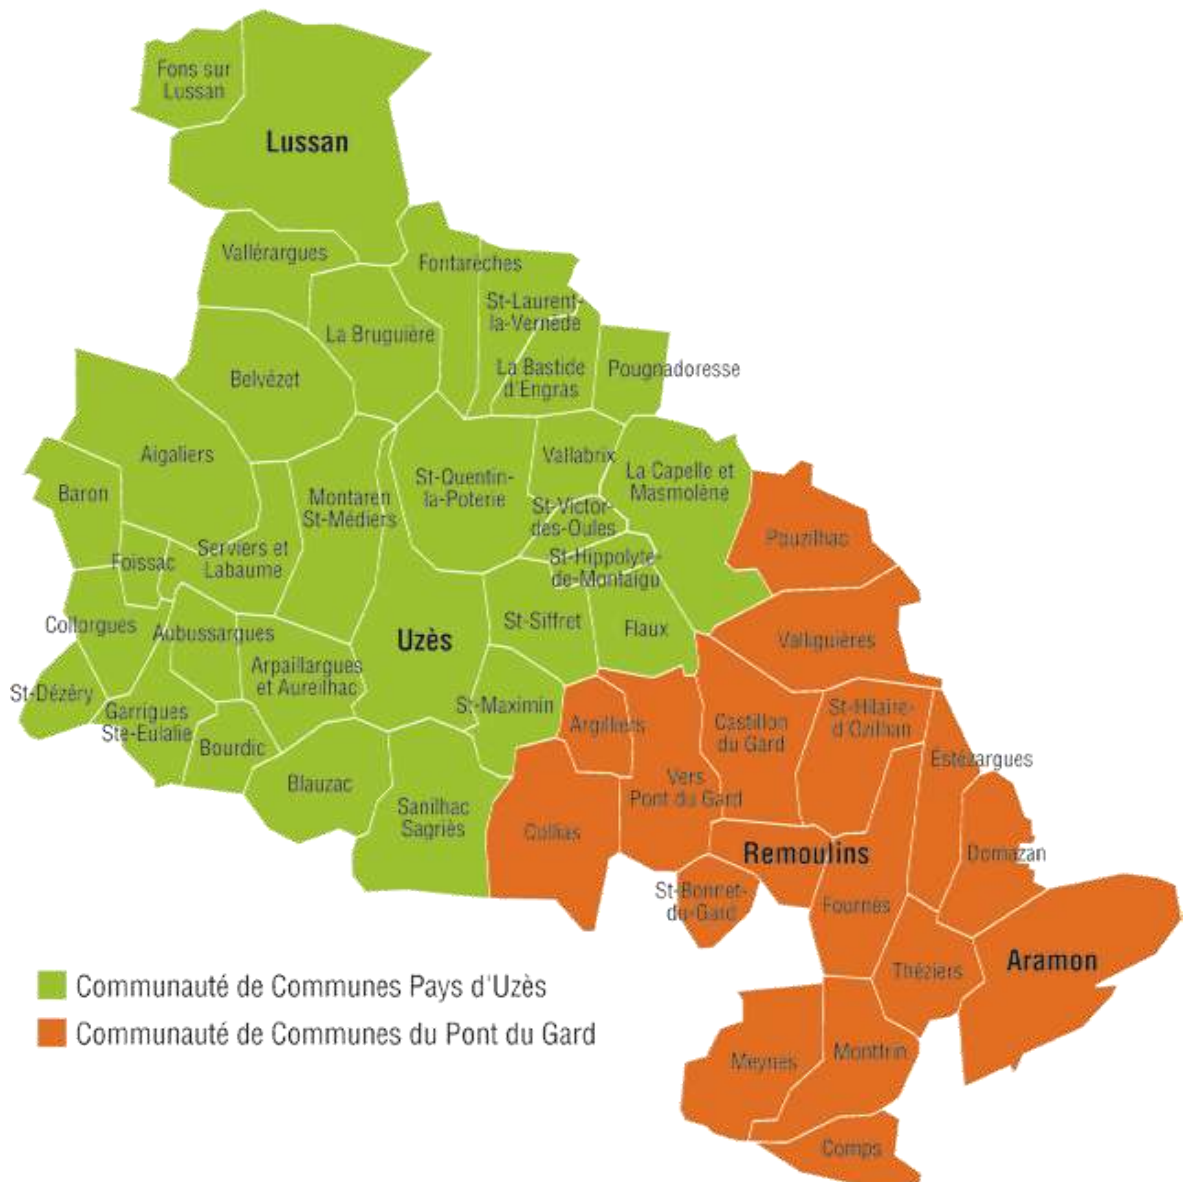 Fons sur
Lussan
Lussan
Vallérargues
Fontareches
St-Laurent-
la-Vernède
La Bruguière
La Bastide
d'Engras
Pougnadoresse
Belvézet
Aigaliers
Vallabrix
La Capelle et
Masmolène
Baron
St-Quentin-
la-Poterie
Montaren
St-Médiers
St-Victor-
des-Oules
Pouzilhac
Foissac
Serviers et
Labaume
St-Hippolyte-
de-Montaigu
Collorgues
Aubussargues
Uzès
St-Siffret
Flaux
Valliguières
Arpaillargues
et Aureilhac
St-Dézéry
Garrigues
Ste-Eulalie
St-Maximin
Argilliers
Castillon
du Gard
St-Hilaire-
d'Ozilhan
Bourdic
Estézargues
Blauzac
Vers
Pont du Gard
Sanilhac
Sagriès
Collias
Remoulins
Domazan
St-Bonnet-
du-Gard
Fournès
Théziers
Aramon
Communauté de Communes Pays d'Uzès
Communauté de Communes du Pont du Gard
Meynes
Montfrin
Comps